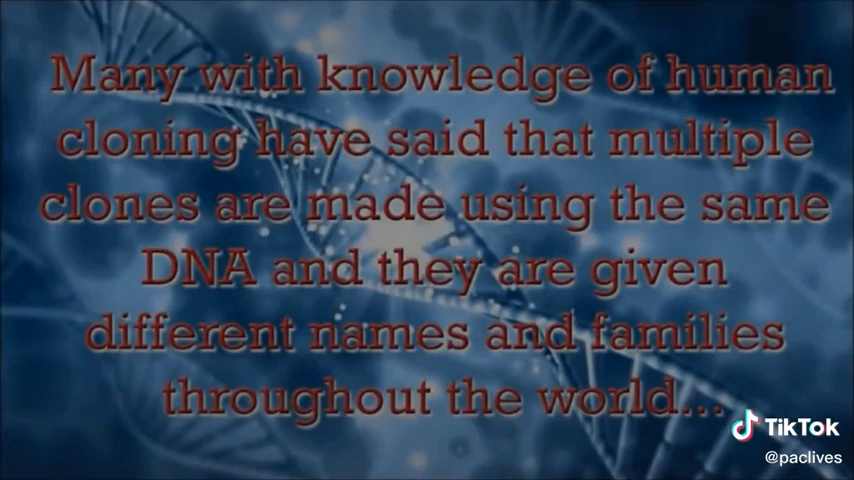 Many with knowledge of human
cloning have said that multiple
clones are made using the same
DNA and they are given
different names and families
throughout the world...
TikTok
@paclives